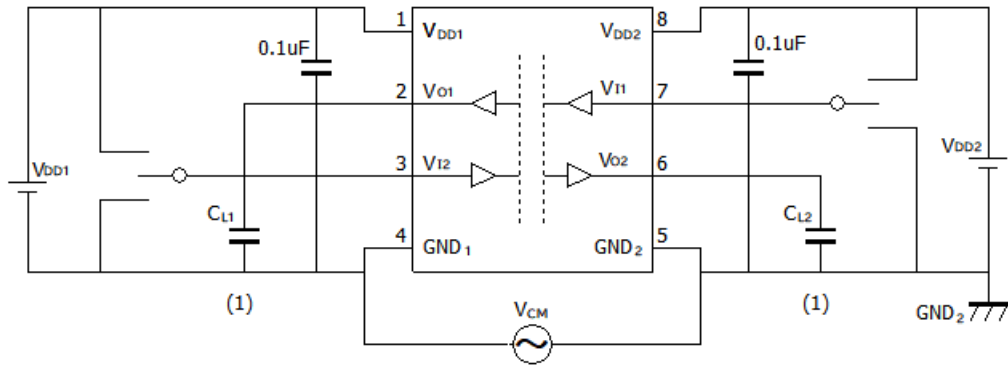 1
8
VDD1
VDD2
0.1uF
0.1uF
2
VO1
VI1
7
VDD1
3
VI2
VO2
6
VDD2
CL1
CL2
4
GND1
GND2
5
(1)
(1)
VCM
GND2